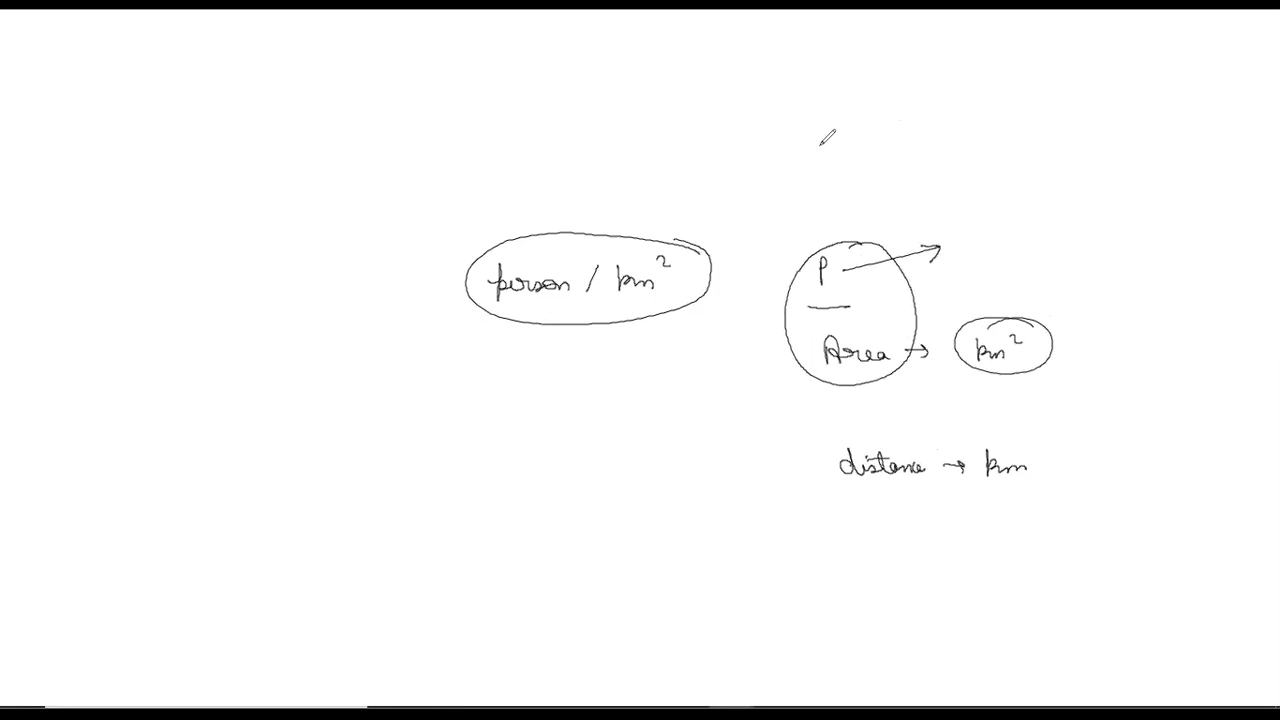 person / km²
P
Area → km²
distance → km